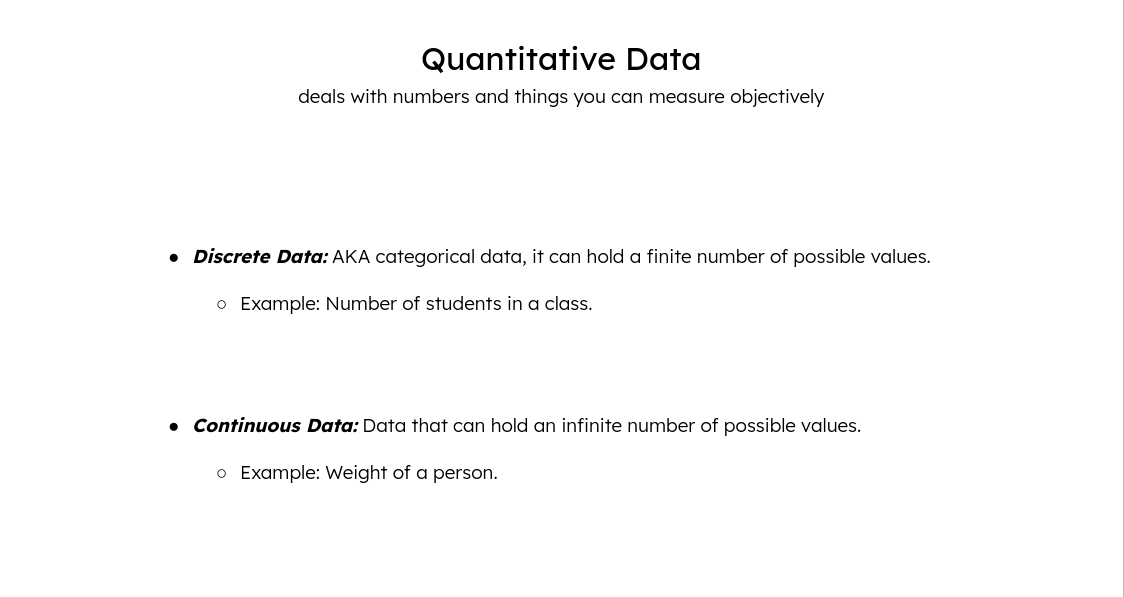 Quantitative Data
deals with numbers and things you can measure objectively
● Discrete Data: AKA categorical data, it can hold a finite number of possible values.
○ Example: Number of students in a class.
● Continuous Data: Data that can hold an infinite number of possible values.
○ Example: Weight of a person.